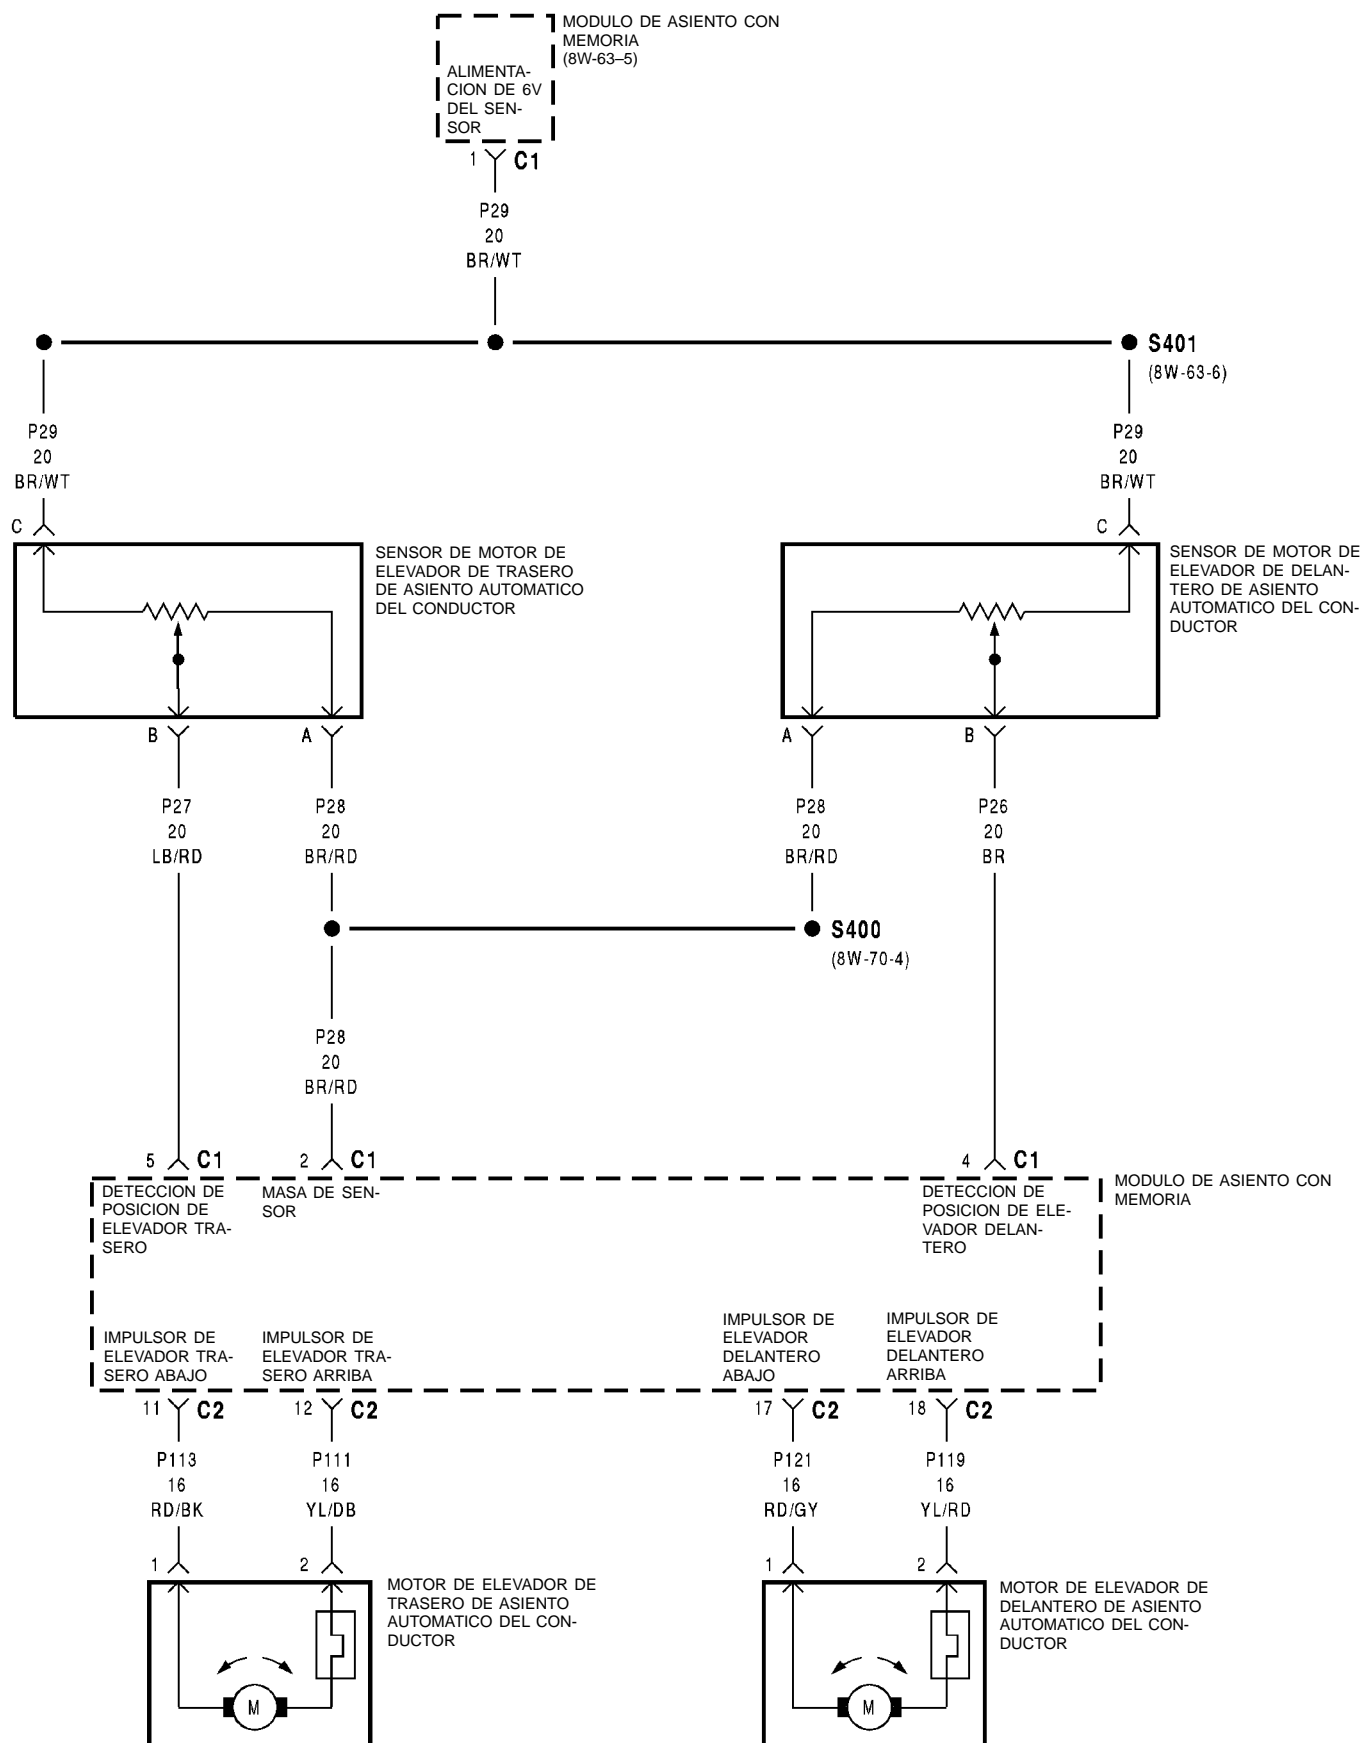 MODULO DE ASIENTO CON
MEMORIA
(8W-63–5)
ALIMENTA-
CION DE 6V
DEL SEN-
SOR
1 C1
P29
20
BR/WT
S401
(8W-63-6)
P29
20
BR/WT
C
P29
20
BR/WT
C
SENSOR DE MOTOR DE
ELEVADOR DE TRASERO
DE ASIENTO AUTOMATICO
DEL CONDUCTOR
SENSOR DE MOTOR DE
ELEVADOR DE DELAN-
TERO DE ASIENTO
AUTOMATICO DEL CON-
DUCTOR
B A A B
P27
20
LB/RD
P28
20
BR/RD
P28
20
BR/RD
P26
20
BR
S400
(8W-70-4)
P28
20
BR/RD
5 C1 2 C1 4 C1
MODULO DE ASIENTO CON
MEMORIA
DETECCION DE
POSICION DE
ELEVADOR TRA-
SERO
MASA DE SEN-
SOR
DETECCION DE
POSICION DE ELE-
VADOR DELAN-
TERO
IMPULSOR DE
ELEVADOR TRA-
SERO ABAJO
IMPULSOR DE
ELEVADOR TRA-
SERO ARRIBA
IMPULSOR DE
ELEVADOR
DELANTERO
ABAJO
IMPULSOR DE
ELEVADOR
DELANTERO
ARRIBA
11 C2 12 C2 17 C2 18 C2
P113
16
RD/BK
P111
16
YL/DB
P121
16
RD/GY
P119
16
YL/RD
1 2 1 2
MOTOR DE ELEVADOR DE
TRASERO DE ASIENTO
AUTOMATICO DEL CON-
DUCTOR
MOTOR DE ELEVADOR DE
DELANTERO DE ASIENTO
AUTOMATICO DEL CON-
DUCTOR
M M